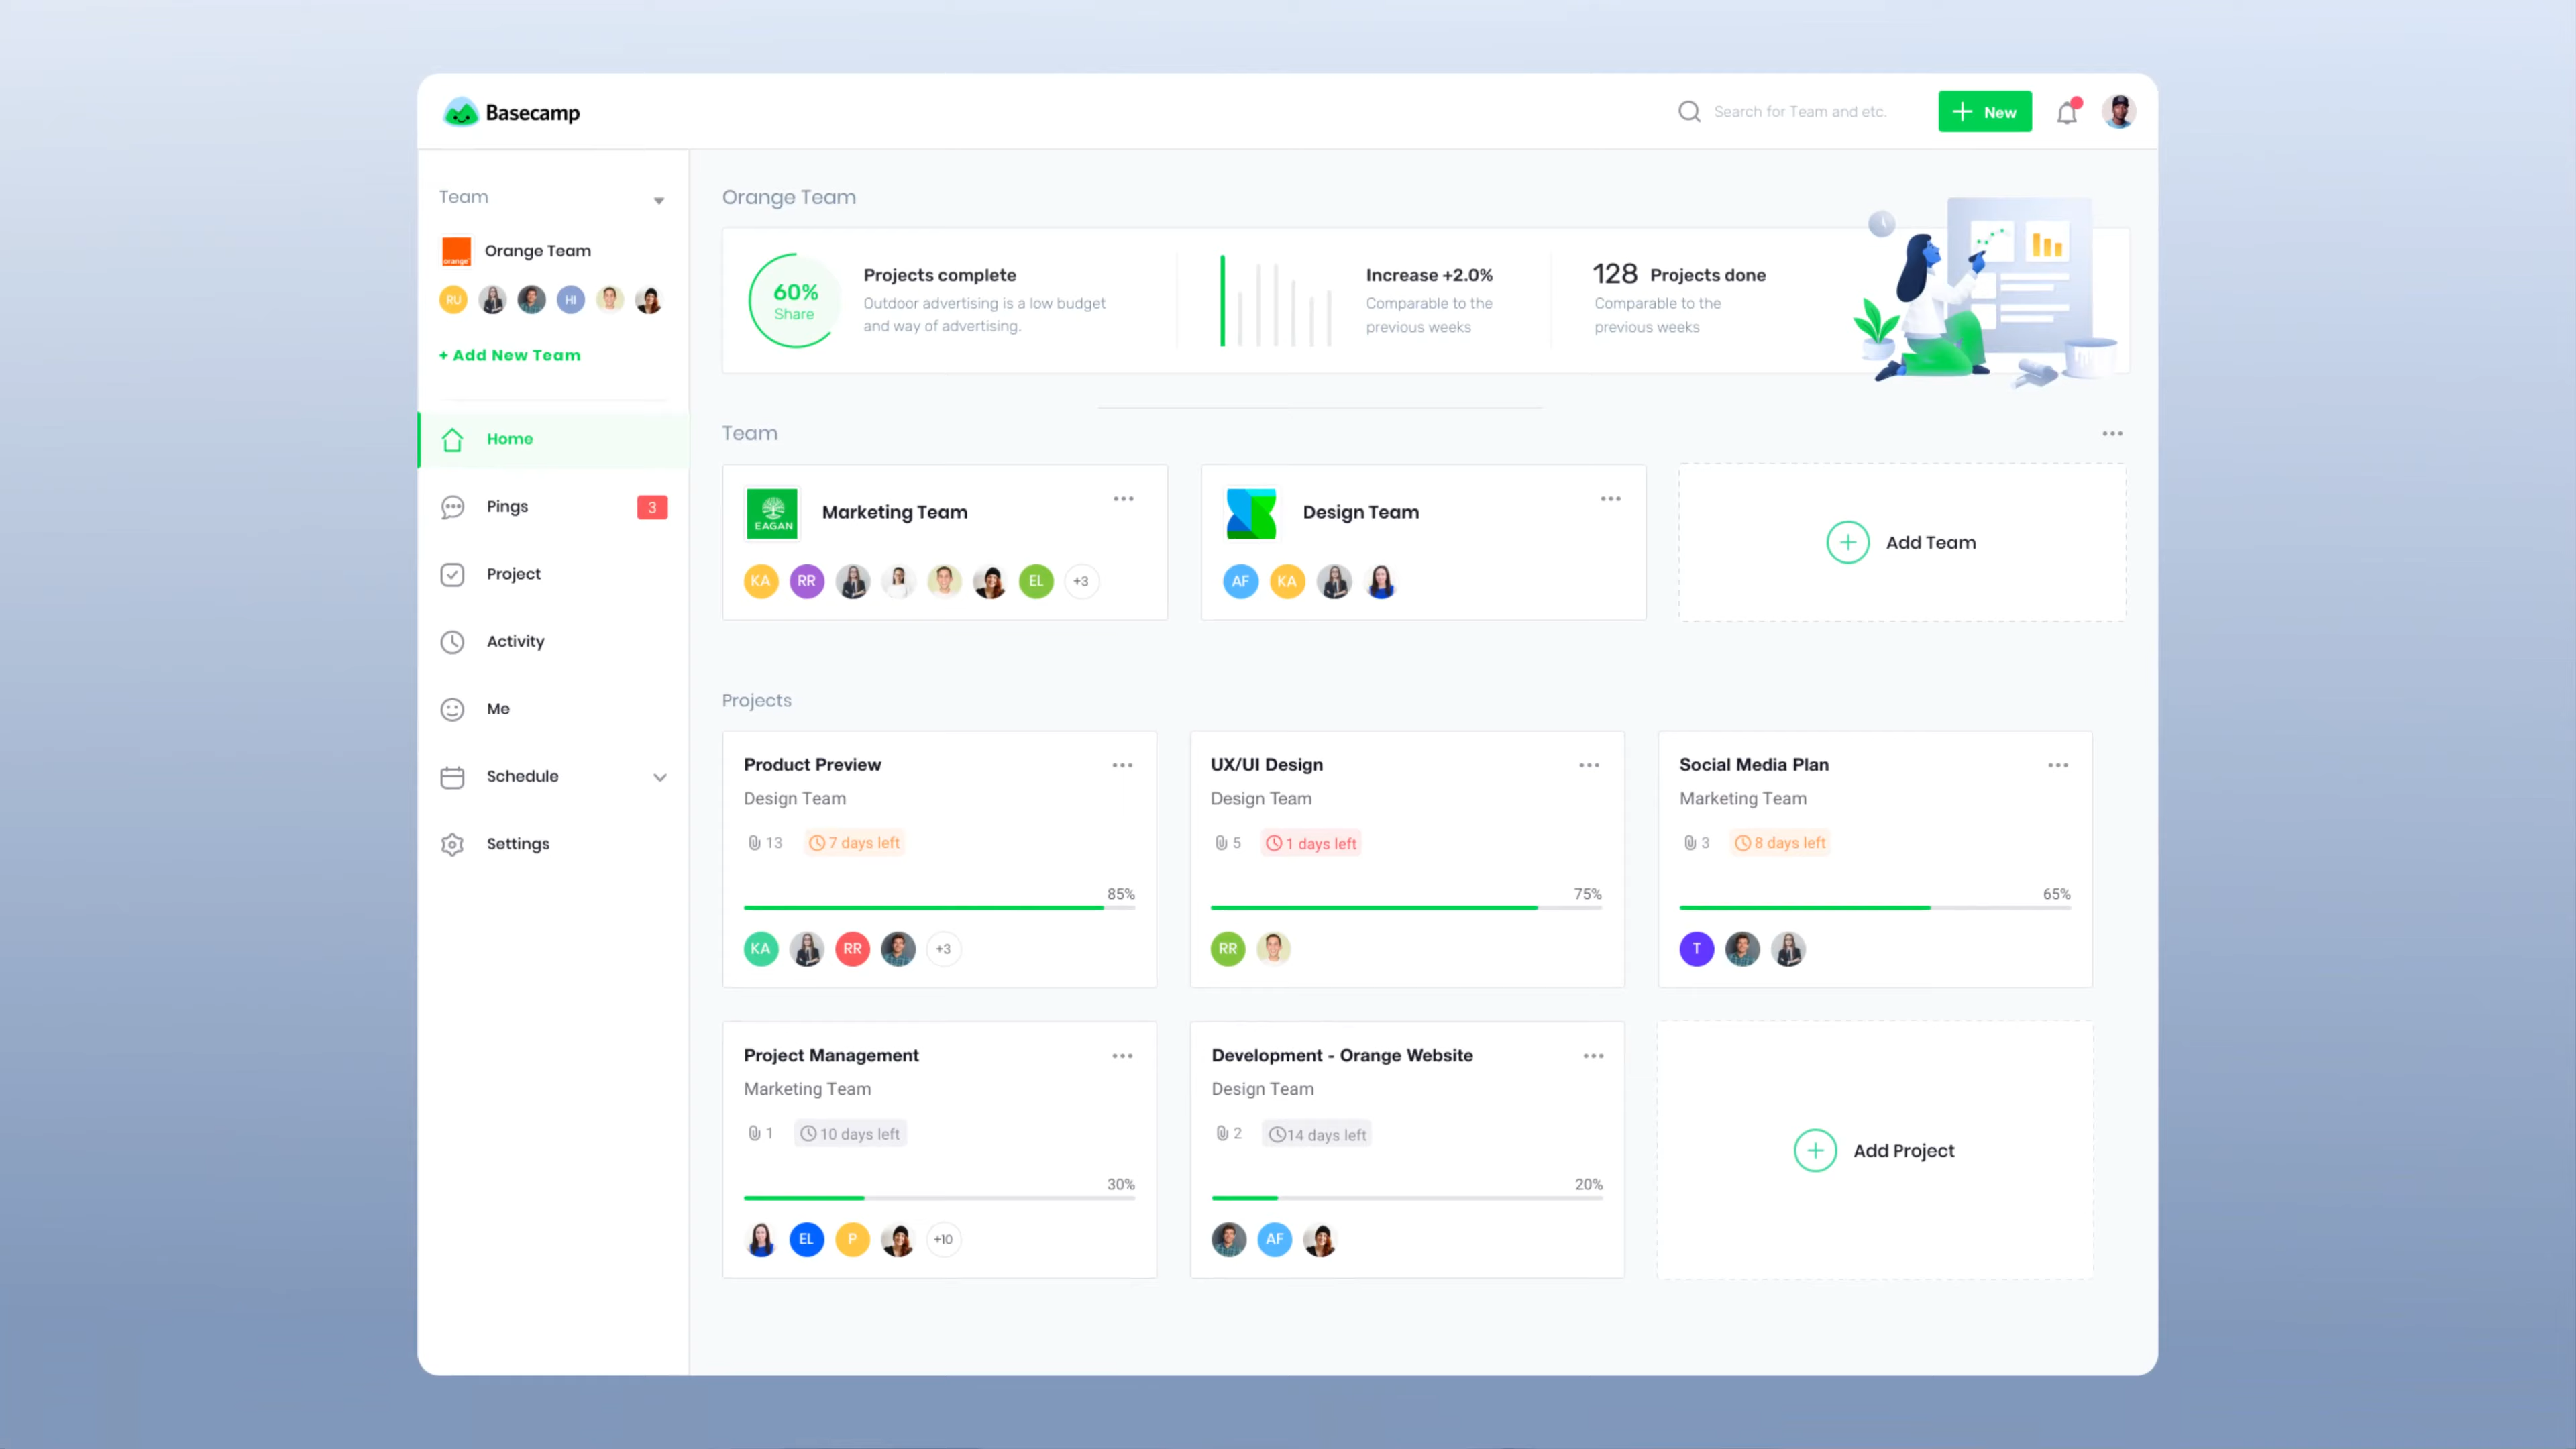 Basecamp
Search for Team and etc.
+ New
Team
orange
Orange Team
RU
HI
+ Add New Team
Home
Pings
3
Project
Activity
Me
Schedule
Settings
Orange Team
60%
Share
Projects complete
Outdoor advertising is a low budget
and way of advertising.
Increase +2.0%
Comparable to the
previous weeks
128 Projects done
Comparable to the
previous weeks
Team
EAGAN
Marketing Team
KA
RR
EL
+3
Design Team
AF
KA
Add Team
Projects
Product Preview
Design Team
13
7 days left
85%
KA
RR
+3
UX/UI Design
Design Team
5
1 days left
75%
RR
Social Media Plan
Marketing Team
3
8 days left
65%
T
Project Management
Marketing Team
1
10 days left
30%
EL
P
+10
Development - Orange Website
Design Team
2
14 days left
20%
AF
Add Project